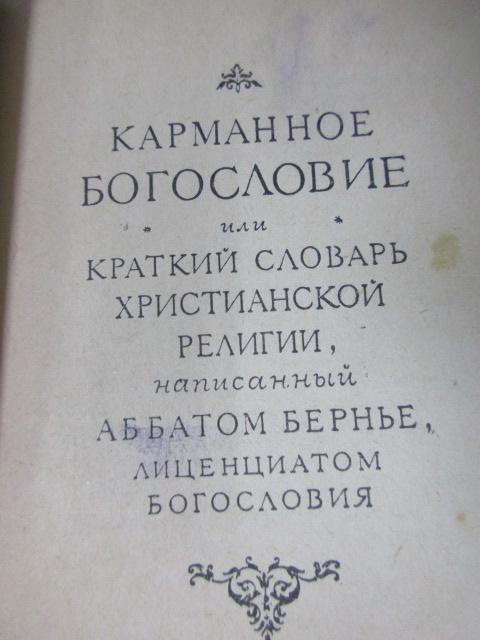 КАРМАННОЕ
БОГОСЛОВИЕ
* или *
КРАТКИЙ СЛОВАРЬ
ХРИСТИАНСКОЙ
РЕЛИГИИ,
написанный
АББАТОМ БЕРНЬЕ,
ЛИЦЕНЦИАТОМ
БОГОСЛОВИЯ